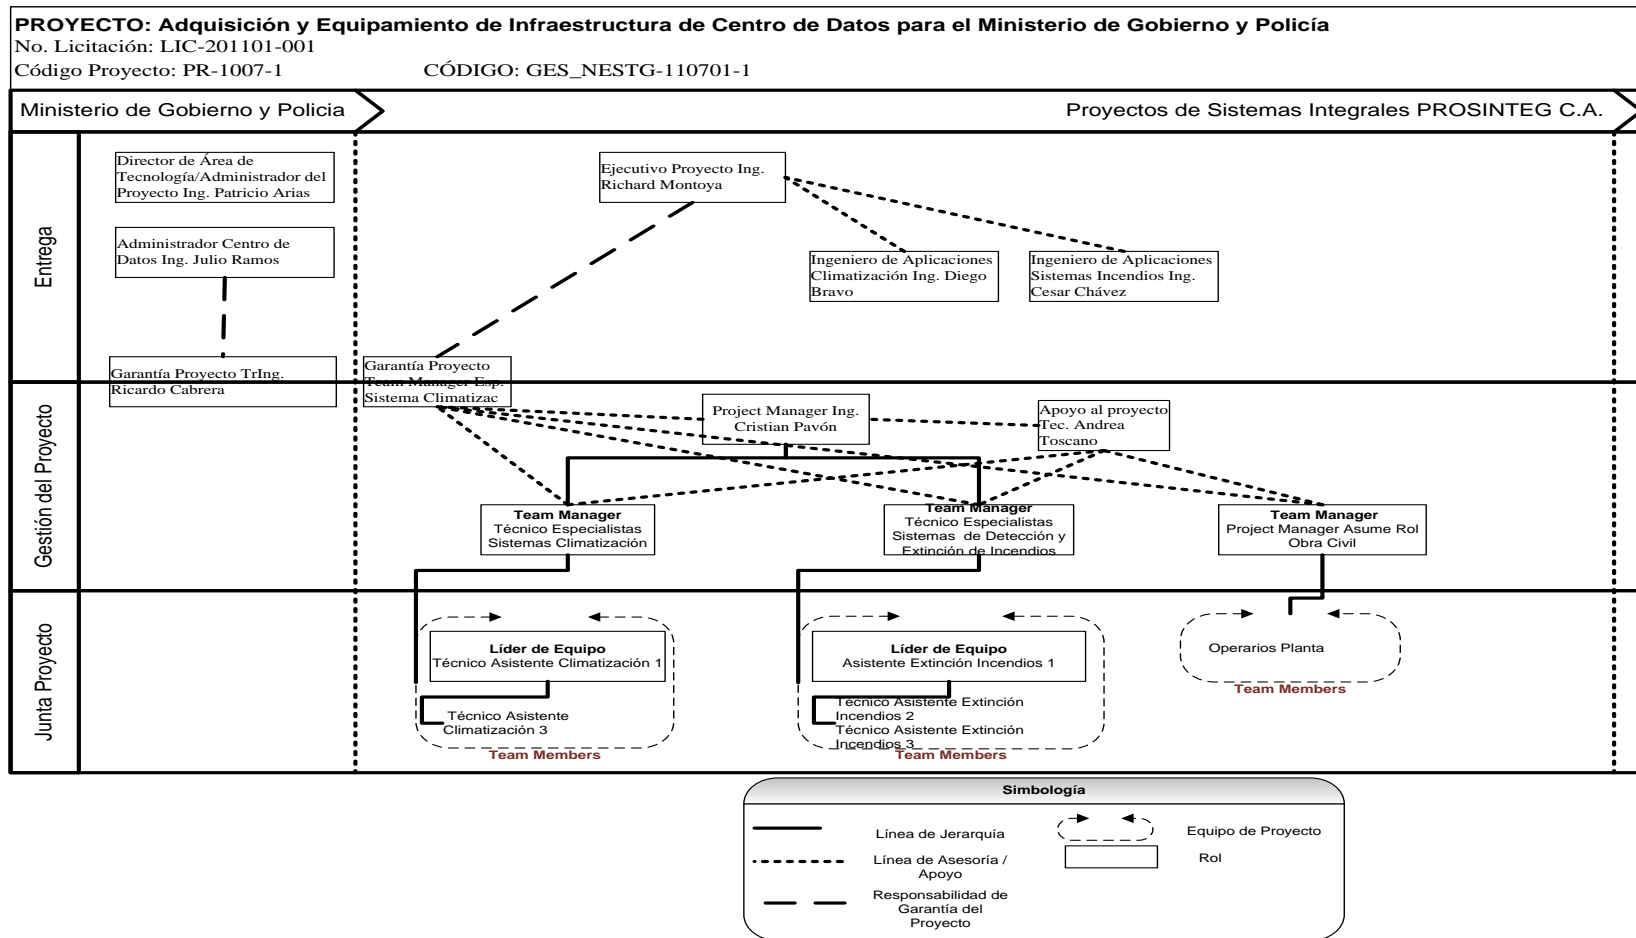 PROYECTO: Adquisición y Equipamiento de Infraestructura de Centro de Datos para el Ministerio de Gobierno y Policía
No. Licitación: LIC-201101-001
Código Proyecto: PR-1007-1 CÓDIGO: GES_NESTG-110701-1
Ministerio de Gobierno y Policia
Proyectos de Sistemas Integrales PROSINTEG C.A.
Entrega
Director de Área de
Tecnología/Administrador del
Proyecto Ing. Patricio Arias
Ejecutivo Proyecto Ing.
Richard Montoya
Administrador Centro de
Datos Ing. Julio Ramos
Ingeniero de Aplicaciones
Climatización Ing. Diego
Bravo
Ingeniero de Aplicaciones
Sistemas Incendios Ing.
Cesar Chávez
Garantía Proyecto TrIng.
Ricardo Cabrera
Garantía Proyecto
Team Manager Esp.
Sistema Climatizac
Gestión del Proyecto
Project Manager Ing.
Cristian Pavón
Apoyo al proyecto
Tec. Andrea
Toscano
Team Manager
Técnico Especialistas
Sistemas Climatización
Team Manager
Técnico Especialistas
Sistemas de Detección y
Extinción de Incendios
Team Manager
Project Manager Asume Rol
Obra Civil
Junta Proyecto
Líder de Equipo
Técnico Asistente Climatización 1
Técnico Asistente
Climatización 3
Team Members
Líder de Equipo
Asistente Extinción Incendios 1
Técnico Asistente Extinción
Incendios 2
Técnico Asistente Extinción
Incendios 3
Team Members
Operarios Planta
Team Members
Simbología
Línea de Jerarquía
Equipo de Proyecto
Línea de Asesoría /
Apoyo
Rol
Responsabilidad de
Garantía del
Proyecto